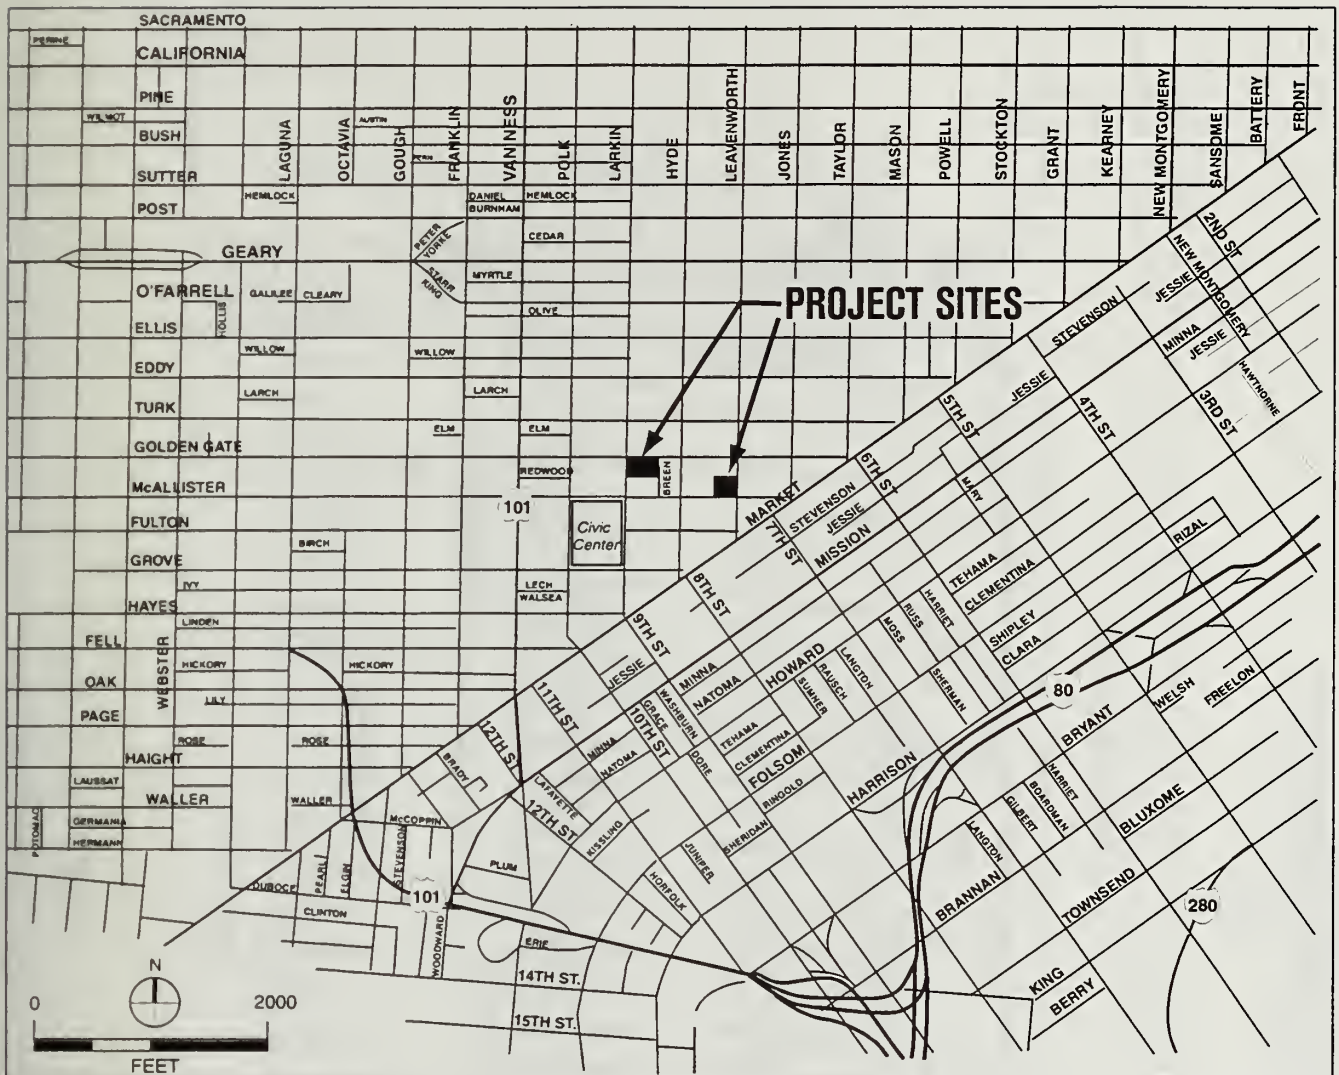 SACRAMENTO
PERINE
CALIFORNIA
PINE
WILMOT
BUSH
AUSTIN
FERN
SUTTER
LAGUNA
OCTAVIA
GOUGH
FRANKLIN
VAN NESS
POLK
LARKIN
HYDE
LEAVENWORTH
JONES
TAYLOR
MASON
POWELL
STOCKTON
GRANT
KEARNEY
NEW MONTGOMERY
SANSOME
BATTERY
FRONT
HEMLOCK
DANIEL
BURNHAM
HEMLOCK
POST
PETER
YORKE
CEDAR
GEARY
STARR
KING
MYRTLE
O'FARRELL
GALILEE
CLEARY
HOLLIS
OLIVE
PROJECT SITES
ELLIS
WILLOW
WILLOW
EDDY
LARCH
LARCH
TURK
ELM
ELM
GOLDEN GATE
REDWOOD
BREEN
McALLISTER
101
FULTON
Civic
Center
BIRCH
GROVE
IVY
LECH
WALSEA
HAYES
LINDEN
FELL
WEBSTER
HICKORY
HICKORY
OAK
LILY
PAGE
ROSE
ROSE
HAIGHT
LAUSSAT
WALLER
WALLER
POTOMAC
GERMANIA
HERMANN
McCOPPIN
BRADY
PEARL
ELGIN
STEVENSON
DUBOCE
CLINTON
101
WOODWARD
PLUM
ERIE
14TH ST.
15TH ST.
MARKET
2ND ST
NEW MONTGOMERY
JESSIE
STEVENSON
MINNA
JESSIE
HAWTHORNE
3RD ST
4TH ST
JESSIE
5TH ST
6TH ST
MARY
STEVENSON
JESSIE
MISSION
7TH ST
RIZAL
TEHAMA
CLEMENTINA
HARRIET
RUSS
MOSS
SHIPLEY
CLARA
8TH ST
9TH ST
JESSIE
MINNA
NATOMA
HOWARD
LANGTON
RAUSCH
SUMNER
SHERMAN
WASHBURN
GRACE
10TH ST
11TH ST
12TH ST
MINNA
NATOMA
DORE
TEHAMA
CLEMENTINA
FOLSOM
RINGOLD
HARRISON
LAFAYETTE
12TH ST
KISSLING
JUNIPER
SHERIDAN
HORFOLK
80
BRYANT
WELSH
FREELON
HARRIET
BOARDMAN
GILBERT
LANGTON
BLUXOME
BRANNAN
TOWNSEND
280
KING
BERRY
N
0
2000
FEET